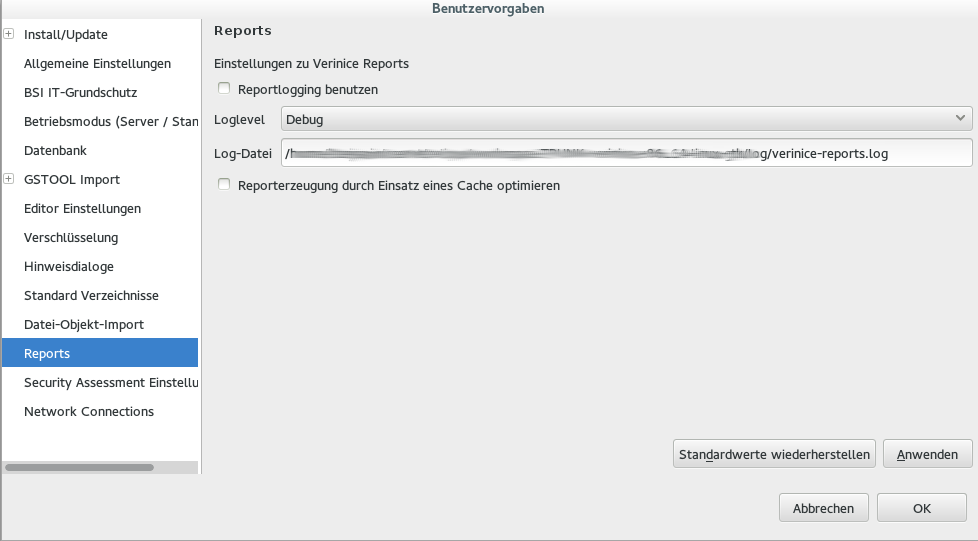 Benutzervorgaben
Install/Update
Allgemeine Einstellungen
BSI IT-Grundschutz
Betriebsmodus (Server / Stan
Datenbank
GSTOOL Import
Editor Einstellungen
Verschlüsselung
Hinweisdialoge
Standard Verzeichnisse
Datei-Objekt-Import
Reports
Security Assessment Einstellu
Network Connections
Reports
Einstellungen zu Verinice Reports
Reportlogging benutzen
Loglevel Debug
Log-Datei /verinice-reports.log
Reporterzeugung durch Einsatz eines Cache optimieren
Standardwerte wiederherstellen Anwenden
Abbrechen OK